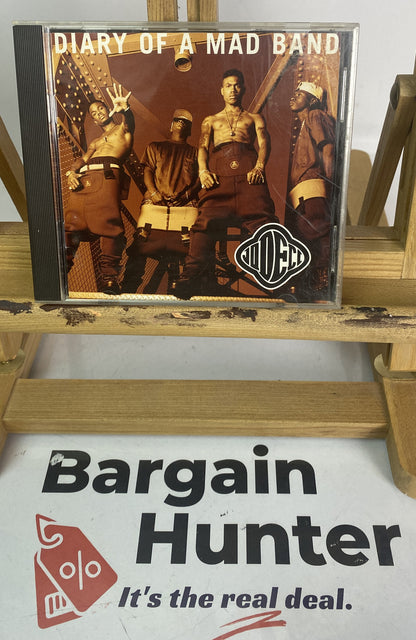 DIARY OF A MAD BAND
JODECI
Bargain
Hunter
%
It's the real deal.